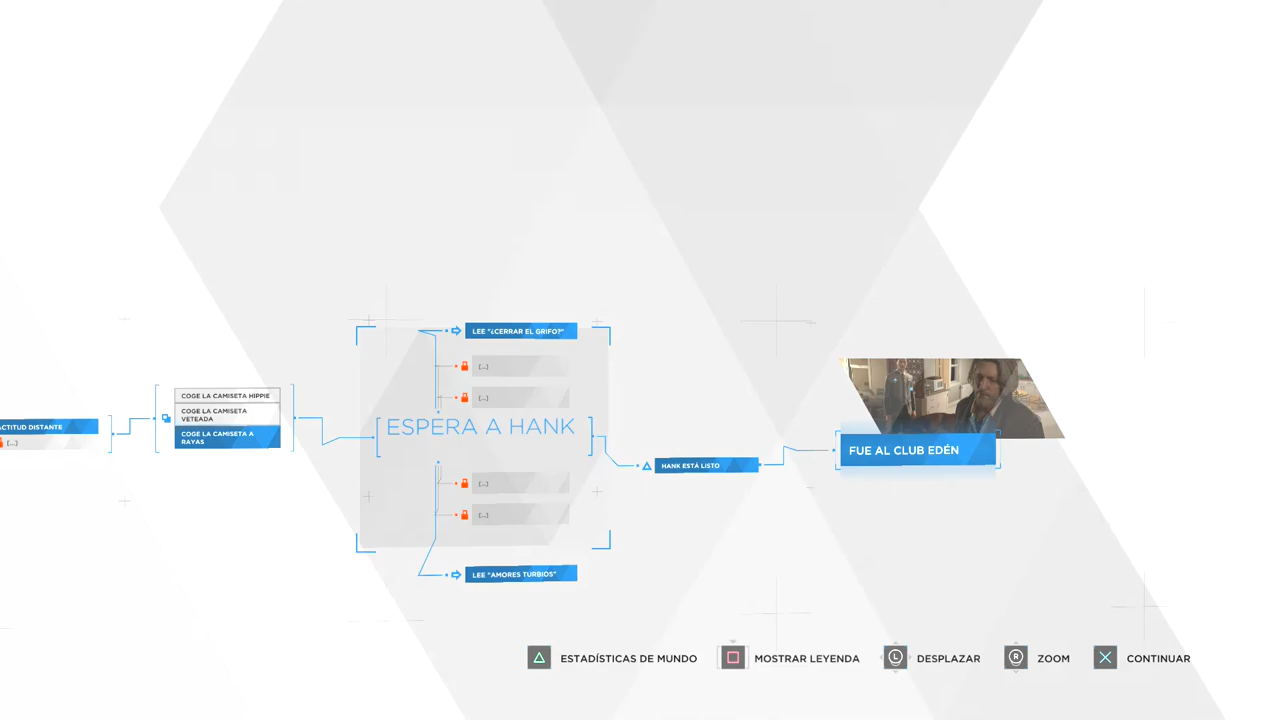 ACTITUD DISTANTE
[...]
COGE LA CAMISETA HIPPIE
COGE LA CAMISETA
VETEADA
COGE LA CAMISETA A
RAYAS
LEE "¿CERRAR EL GRIFO?"
[...]
[...]
ESPERA A HANK
[...]
[...]
LEE "AMORES TURBIOS"
HANK ESTÁ LISTO
FUE AL CLUB EDÉN
ESTADÍSTICAS DE MUNDO
MOSTRAR LEYENDA
L
DESPLAZAR
R
ZOOM
CONTINUAR